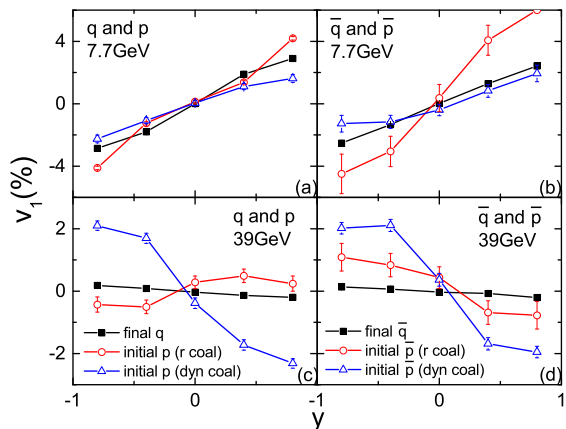 q and p
7.7GeV
q̄ and p̄
7.7GeV
4
0
-4
(a)
(b)
v₁(%)
q and p
39GeV
q̄ and p̄
39GeV
2
0
-2
final q
initial p (r coal)
initial p (dyn coal)
(c)
final q̄
initial p̄ (r coal)
initial p̄ (dyn coal)
(d)
-1 0 -1 0 1
y y